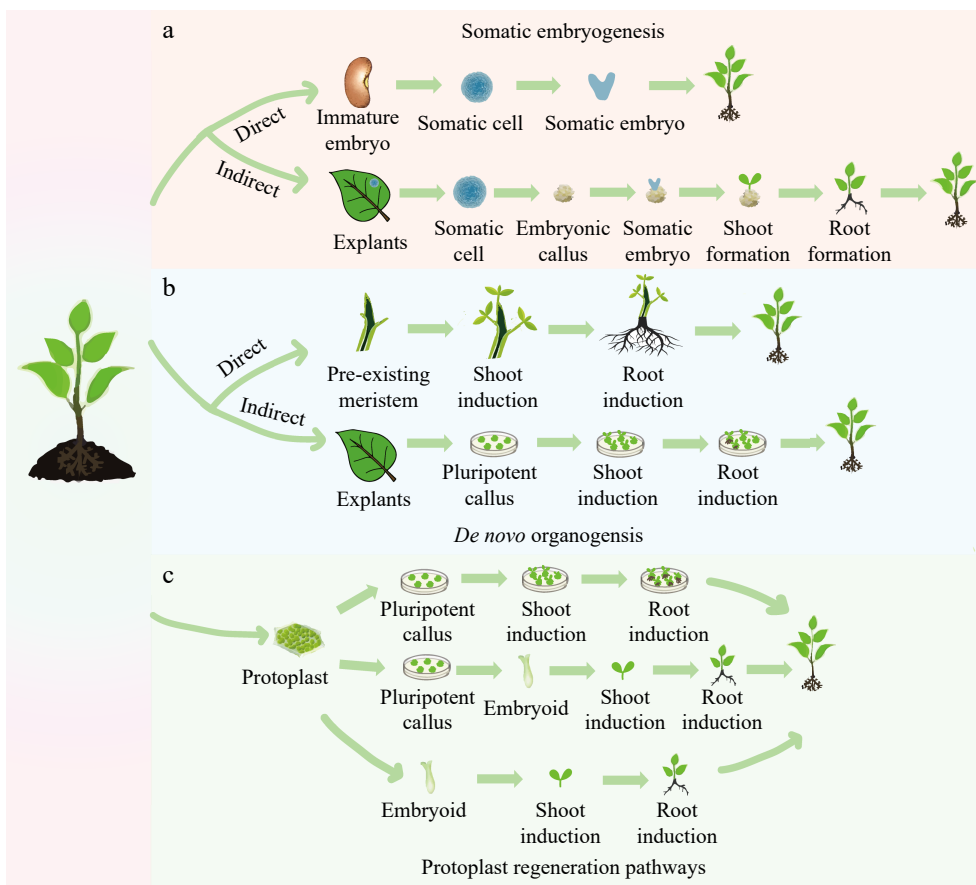 a
Somatic embryogenesis
Direct
Immature
embryo
Somatic cell
Somatic embryo
Indirect
Explants
Somatic
cell
Embryonic
callus
Somatic
embryo
Shoot
formation
Root
formation
b
Direct
Pre-existing
meristem
Shoot
induction
Root
induction
Indirect
Explants
Pluripotent
callus
Shoot
induction
Root
induction
De novo organogensis
c
Protoplast
Pluripotent
callus
Shoot
induction
Root
induction
Pluripotent
callus
Embryoid
Shoot
induction
Root
induction
Embryoid
Shoot
induction
Root
induction
Protoplast regeneration pathways